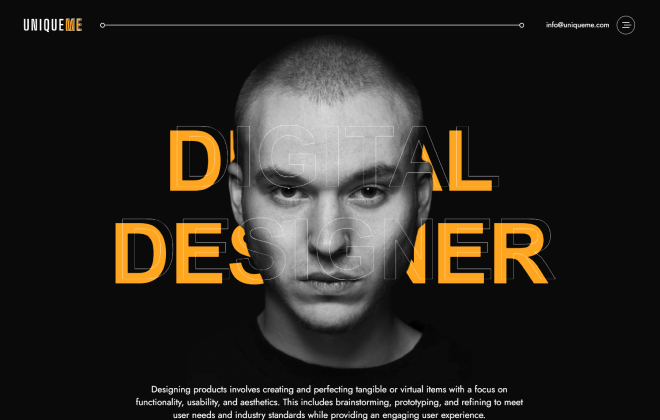 UNIQUEME
info@uniqueme.com
DIGITAL
DESIGNER
Designing products involves creating and perfecting tangible or virtual items with a focus on
functionality, usability, and aesthetics. This includes brainstorming, prototyping, and refining to meet
user needs and industry standards while providing an engaging user experience.